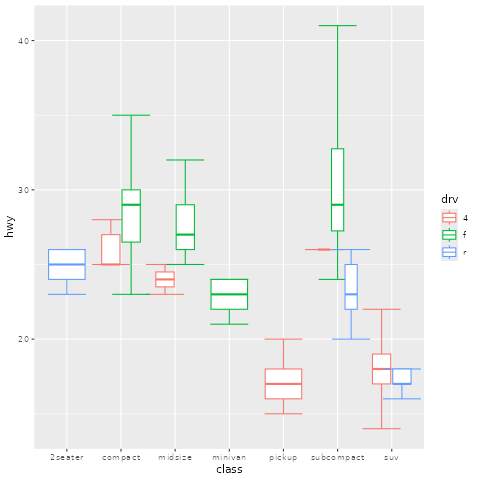 hwy
40
30
20
2seater compact midsize minivan pickup subcompact suv
class
drv
4
f
r